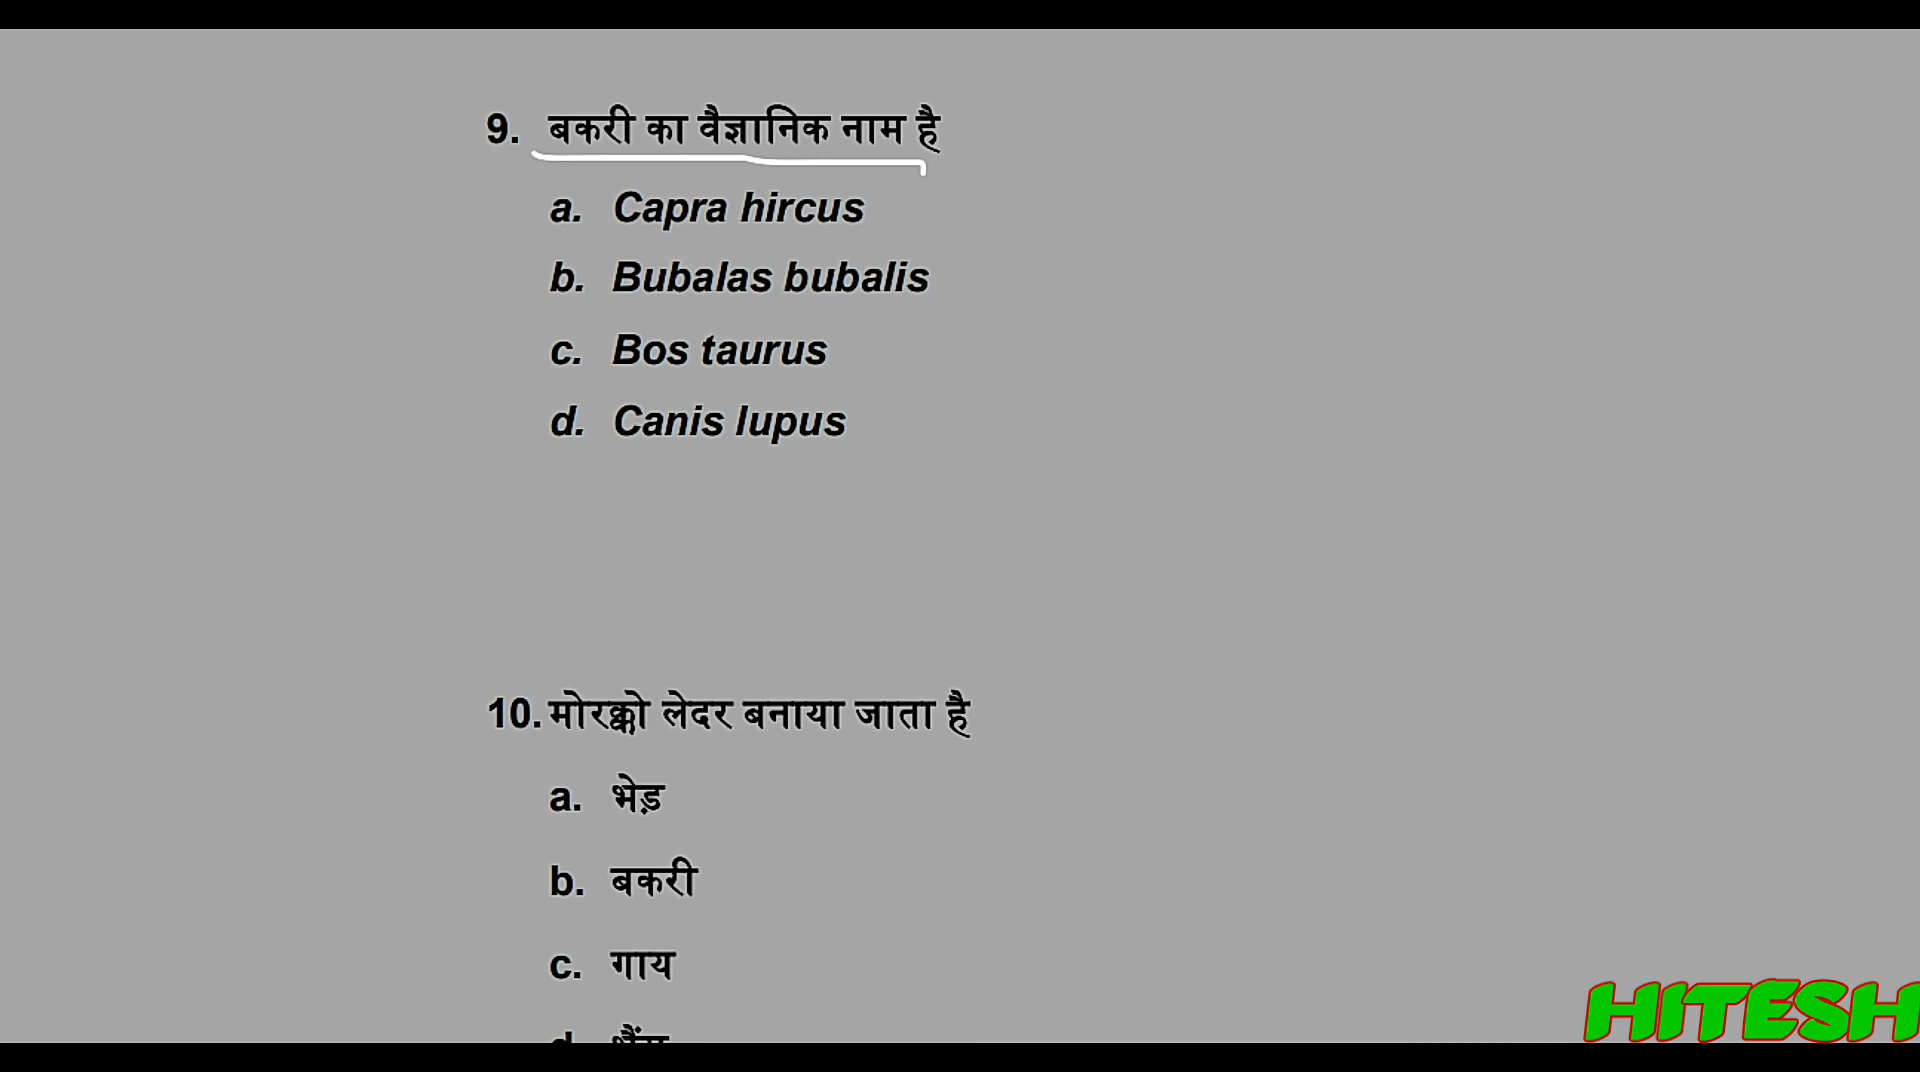 9. बकरी का वैज्ञानिक नाम है
a. Capra hircus
b. Bubalas bubalis
c. Bos taurus
d. Canis lupus
10. मोरक्को लेदर बनाया जाता है
a. भेड़
b. बकरी
c. गाय
HITESH